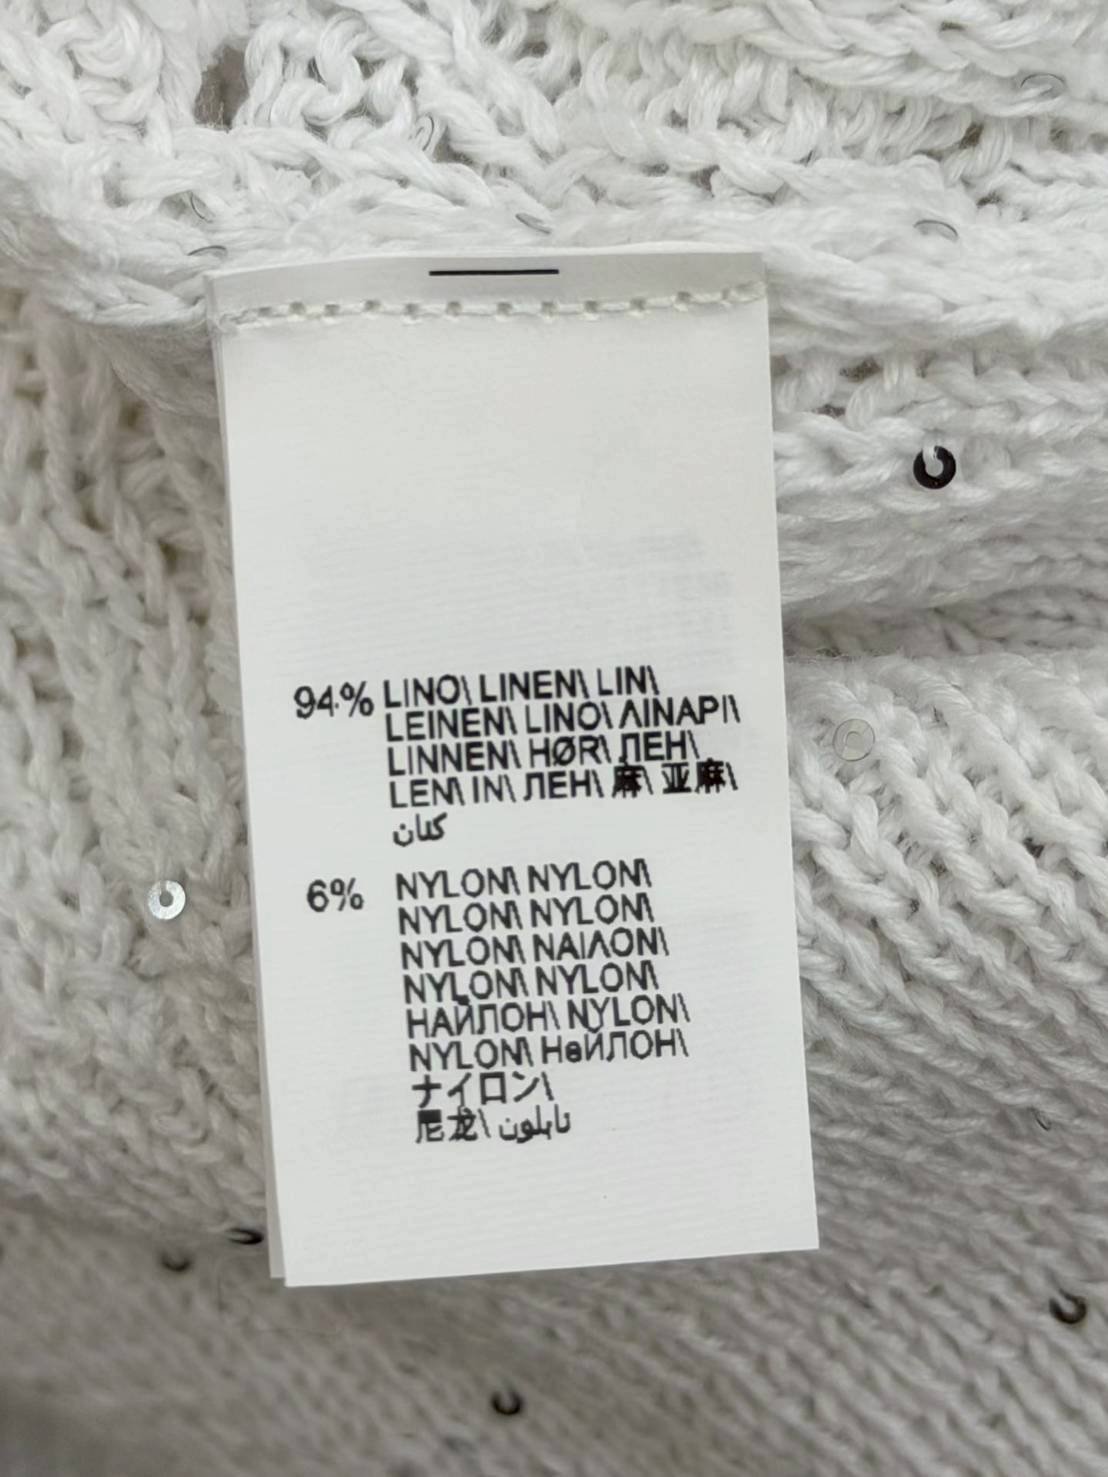 94% LINO\ LINEN\ LIN\
LEINEN\ LINO\ ΛΙΝΑΡΙ\
LINNEN\ HØR\ ЛЕН\
LEN\ IN\ ЛЕН\ 麻\ 亚麻\
كتان
6% NYLON\ NYLON\
NYLON\ NYLON\
NYLON\ ΝΑΙΛΟΝ\
NYLON\ NYLON\
НАЙЛОН\ NYLON\
NYLON\ НеЙЛОН\
ナイロン\
尼龙\ نايلون